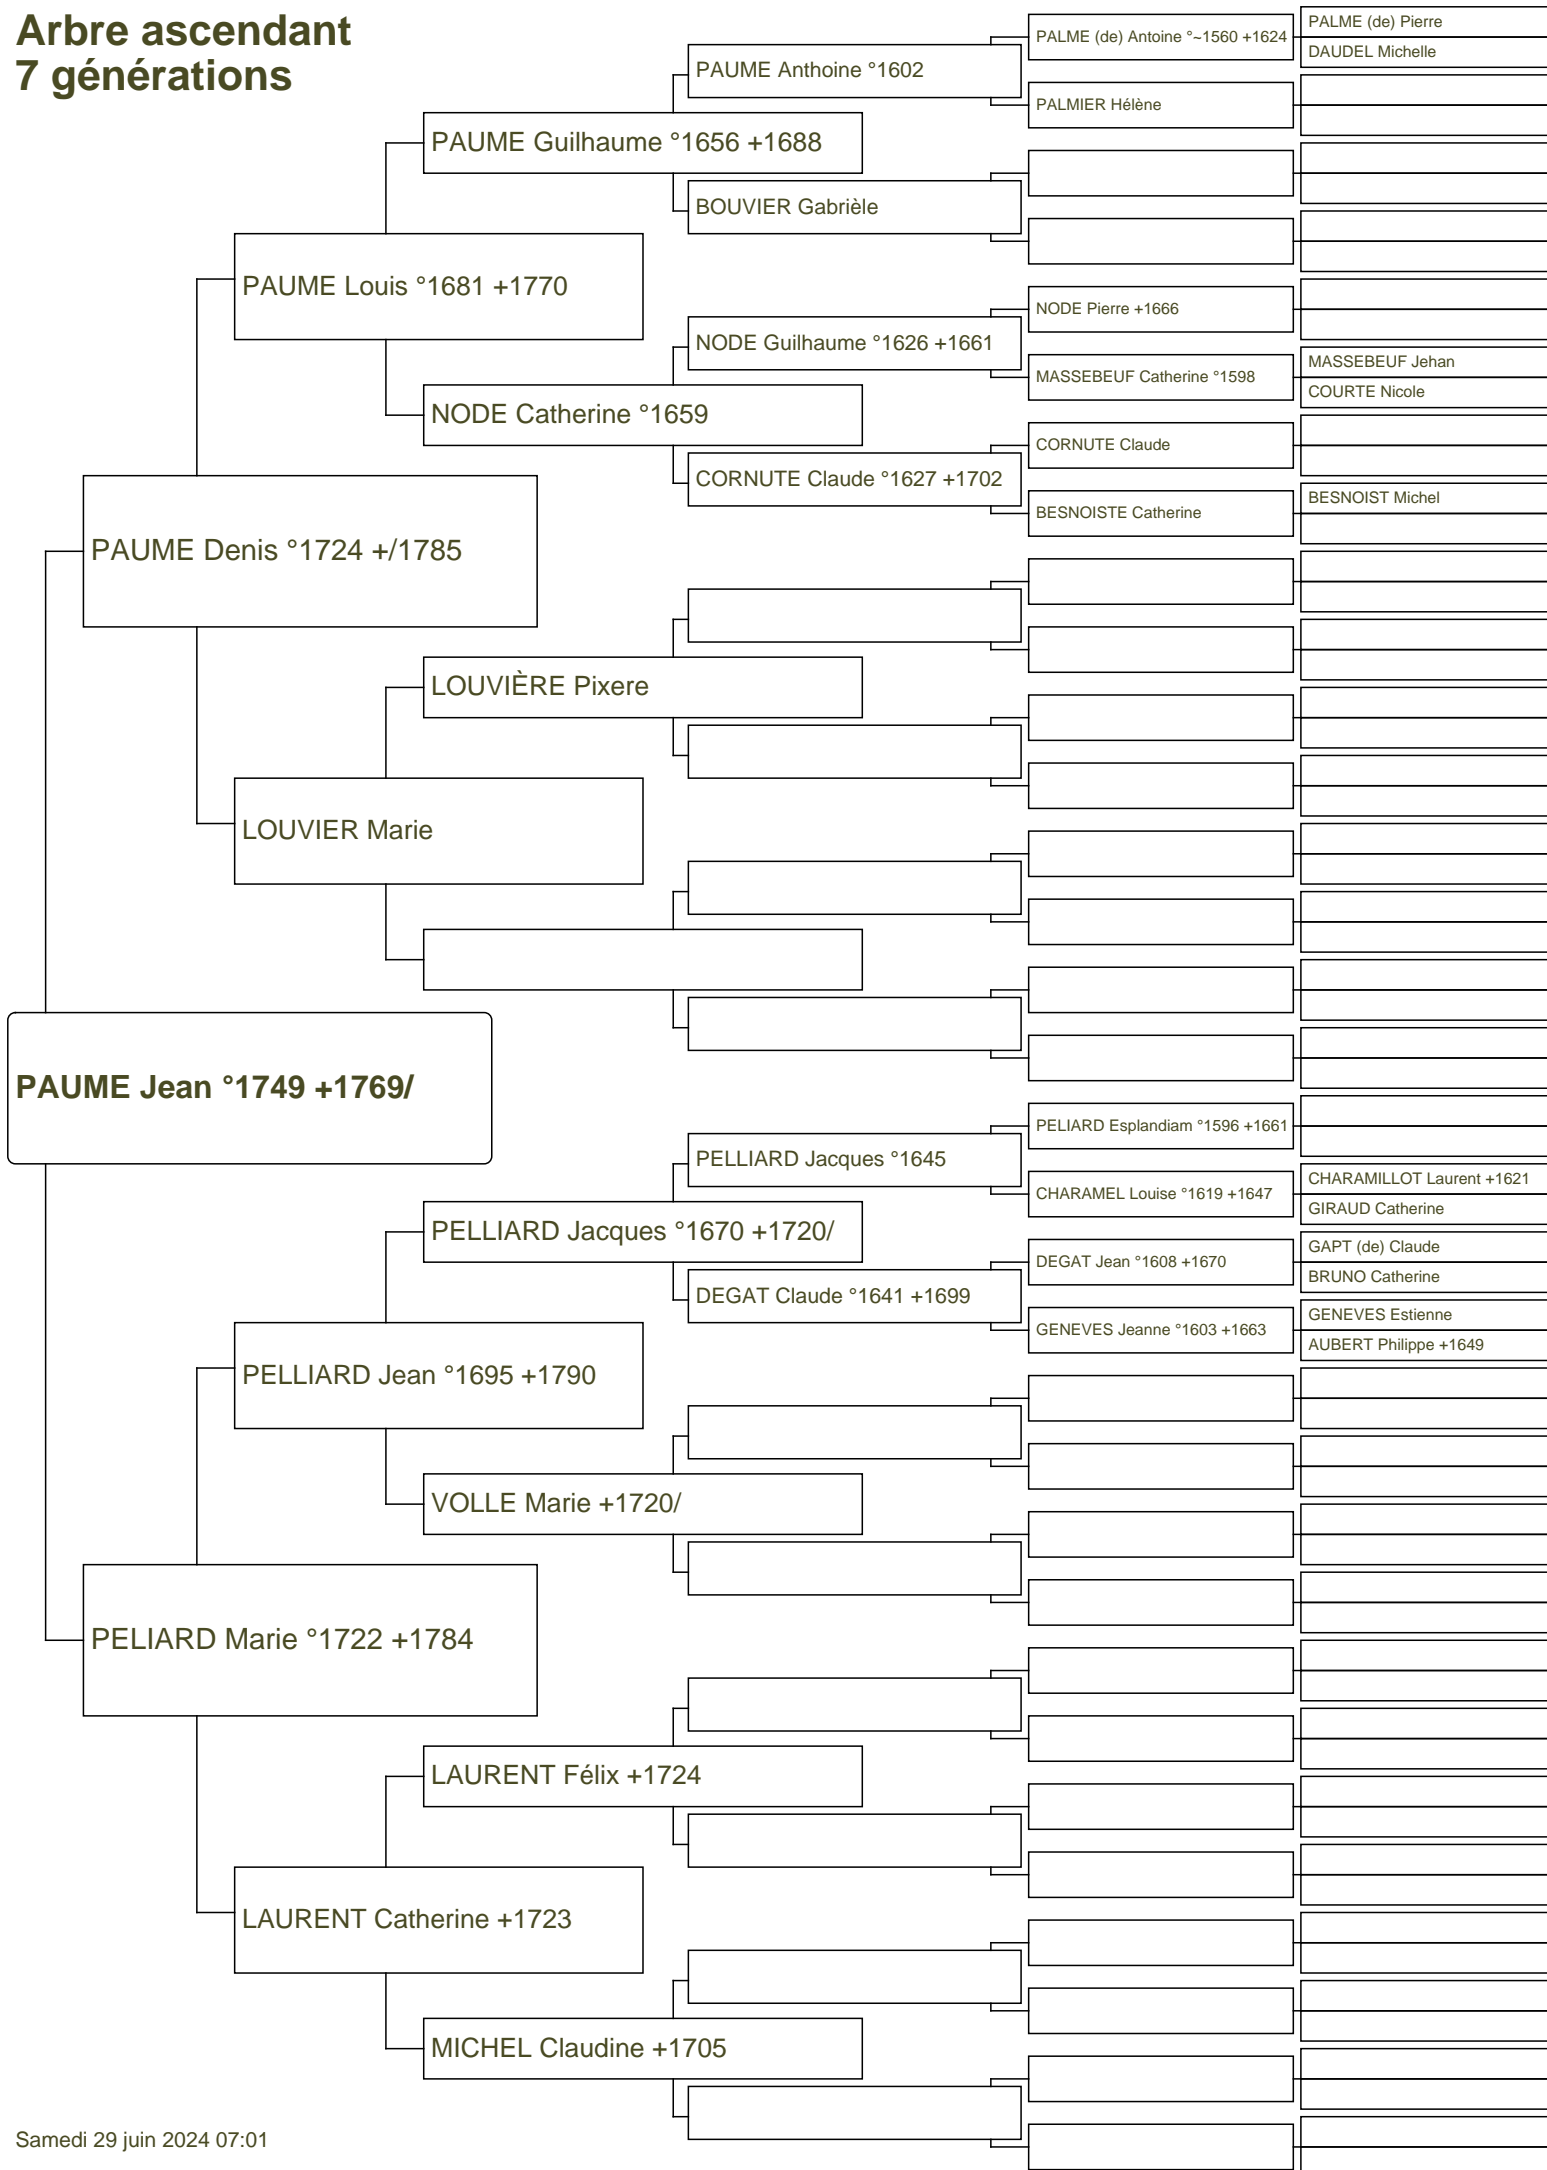 Arbre ascendant
7 générations
PALME (de) Pierre
PALME (de) Antoine °~1560 +1624
DAUDEL Michelle
PAUME Anthoine °1602
PALMIER Hélène
PAUME Guilhaume °1656 +1688
BOUVIER Gabrièle
PAUME Louis °1681 +1770
NODE Pierre +1666
NODE Guilhaume °1626 +1661
MASSEBEUF Jehan
MASSEBEUF Catherine °1598
COURTE Nicole
NODE Catherine °1659
CORNUTE Claude
CORNUTE Claude °1627 +1702
BESNOIST Michel
BESNOISTE Catherine
PAUME Denis °1724 +/1785
LOUVIÈRE Pixere
LOUVIER Marie
PAUME Jean °1749 +1769/
PELIARD Esplandiam °1596 +1661
PELLIARD Jacques °1645
CHARAMILLOT Laurent +1621
CHARAMEL Louise °1619 +1647
GIRAUD Catherine
PELLIARD Jacques °1670 +1720/
GAPT (de) Claude
DEGAT Jean °1608 +1670
BRUNO Catherine
DEGAT Claude °1641 +1699
GENEVES Estienne
GENEVES Jeanne °1603 +1663
AUBERT Philippe +1649
PELLIARD Jean °1695 +1790
VOLLE Marie +1720/
PELIARD Marie °1722 +1784
LAURENT Félix +1724
LAURENT Catherine +1723
MICHEL Claudine +1705
Samedi 29 juin 2024 07:01